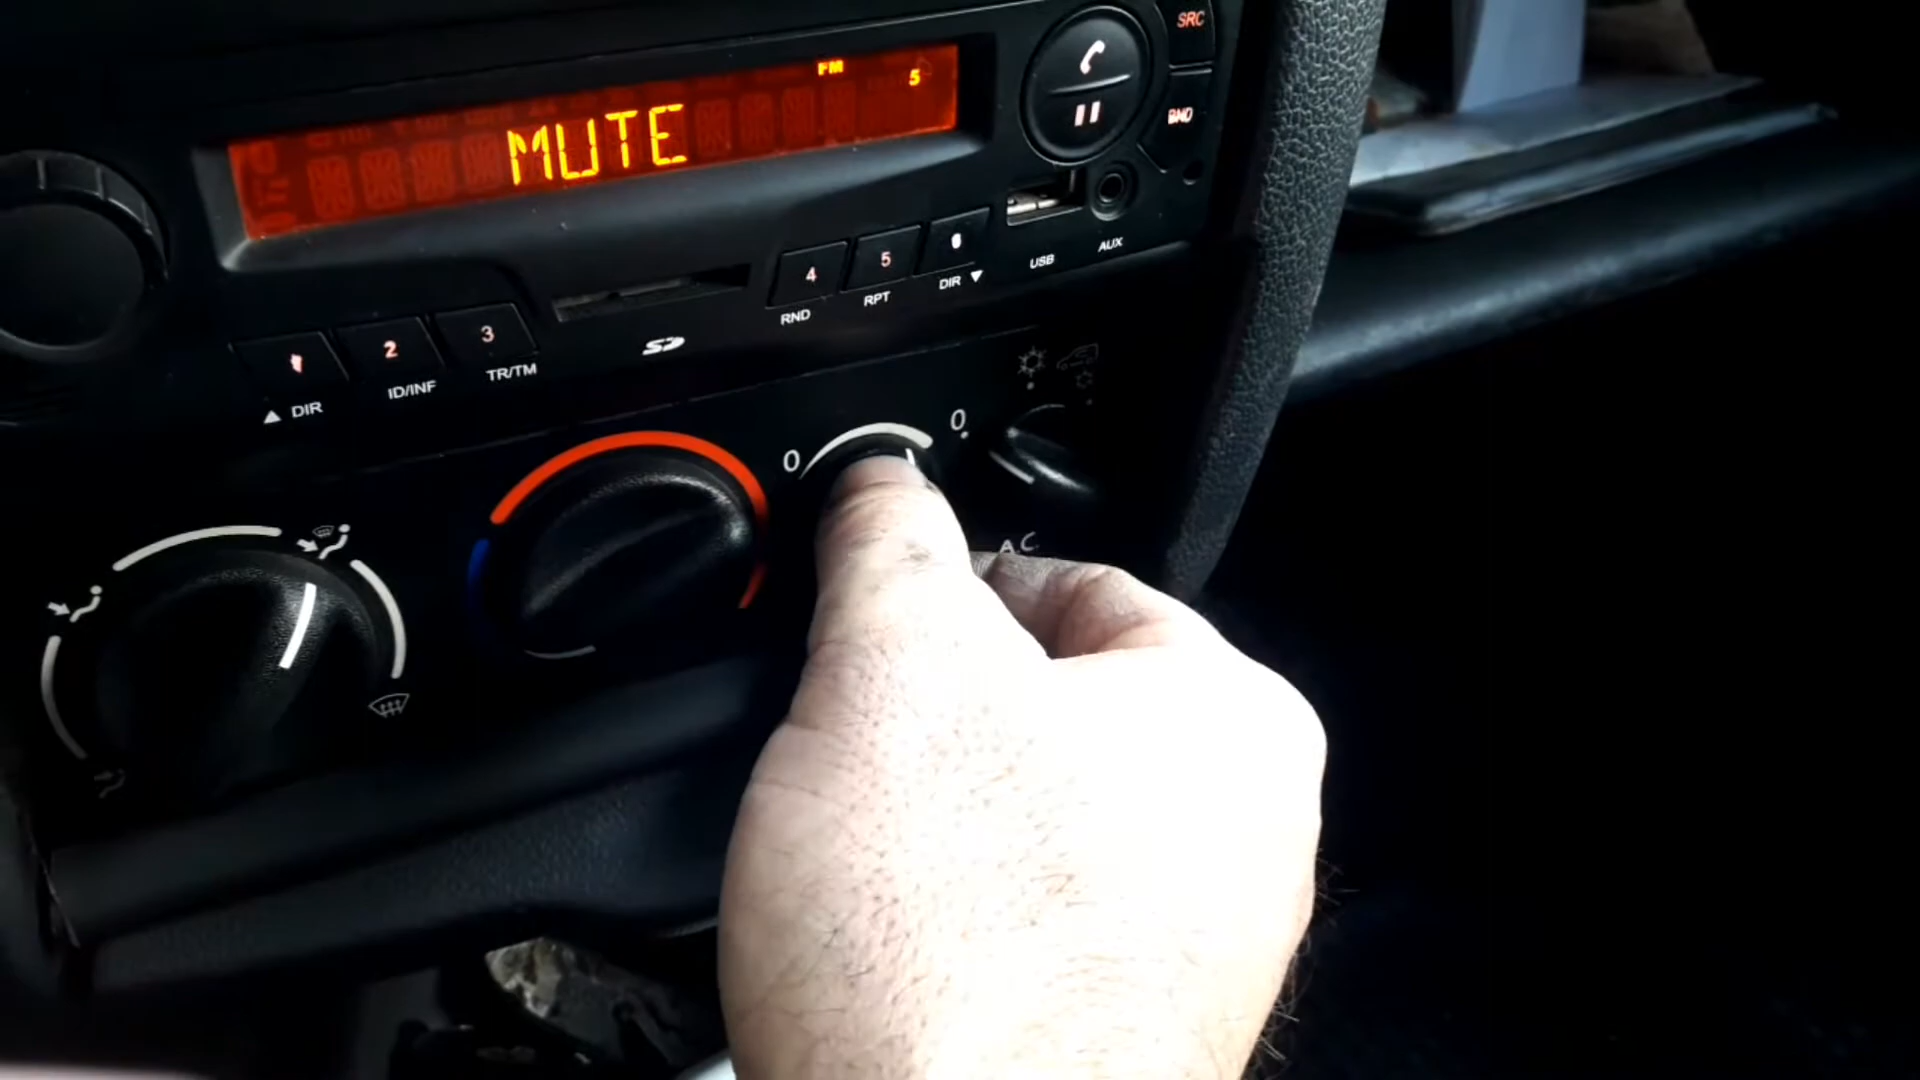 SRC
FM
5
MUTE
BND
4
5
6
RND
RPT
DIR
USB
AUX
1
2
3
DIR
ID/INF
TR/TM
SD
0
0
A.C.